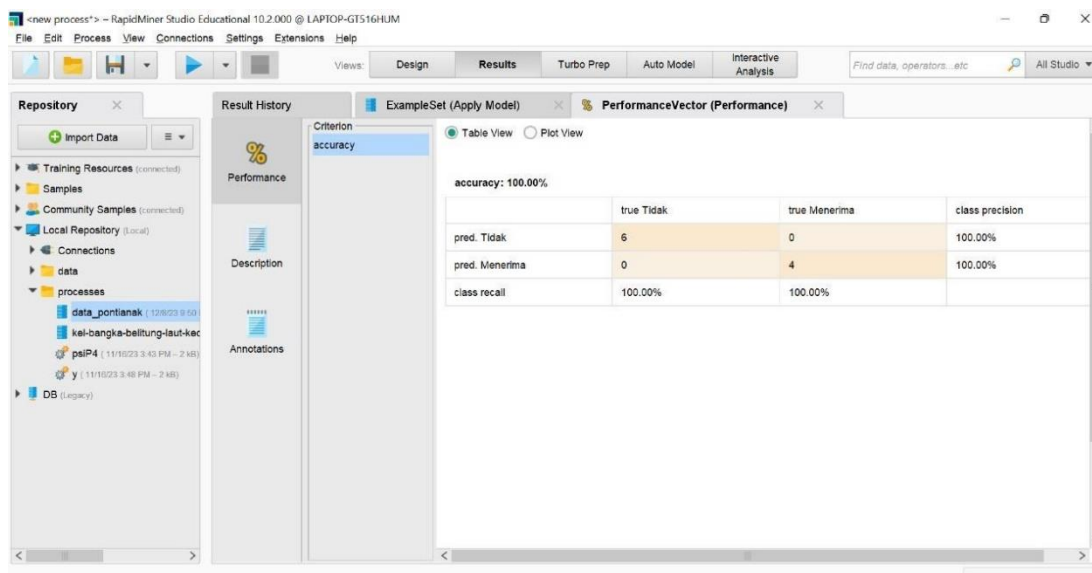 <new process*> – RapidMiner Studio Educational 10.2.000 @ LAPTOP-GT516HUM
File Edit Process View Connections Settings Extensions Help
Views: Design Results Turbo Prep Auto Model Interactive Analysis Find data, operators...etc All Studio
Repository Result History ExampleSet (Apply Model) % PerformanceVector (Performance)
Import Data
Training Resources (connected)
Samples
Community Samples (connected)
Local Repository (Local)
Connections
data
processes
data_pontianak
kel-bangka-belitung-laut-kec
psiP4 ( 11/16/23 3:43 PM – 2 kB)
y ( 11/16/23 3:48 PM – 2 kB)
DB (Legacy)
%
Performance
Description
Annotations
Criterion
accuracy
Table View Plot View
accuracy: 100.00%
true Tidak true Menerima class precision
pred. Tidak 6 0 100.00%
pred. Menerima 0 4 100.00%
class recall 100.00% 100.00%